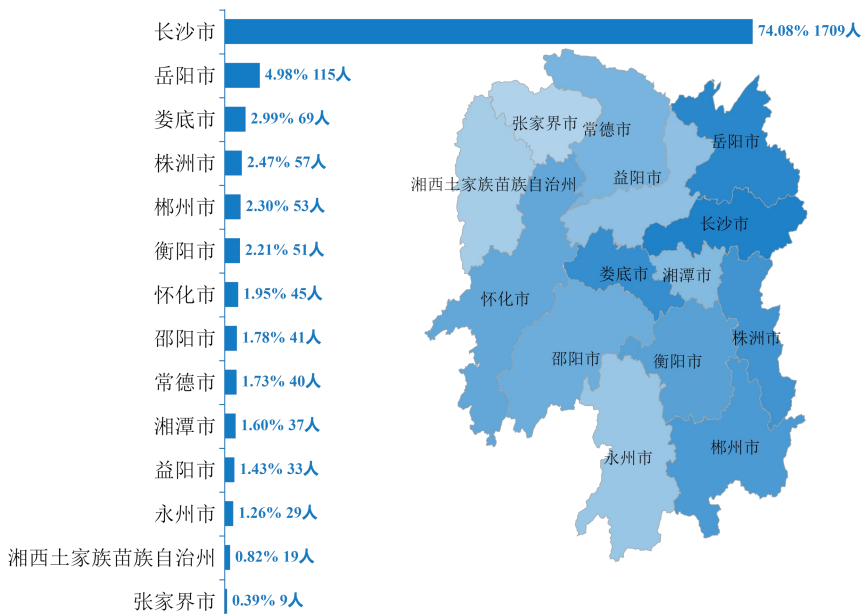 长沙市 74.08% 1709人
岳阳市 4.98% 115人
娄底市 2.99% 69人
株洲市 2.47% 57人
郴州市 2.30% 53人
衡阳市 2.21% 51人
怀化市 1.95% 45人
邵阳市 1.78% 41人
常德市 1.73% 40人
湘潭市 1.60% 37人
益阳市 1.43% 33人
永州市 1.26% 29人
湘西土家族苗族自治州 0.82% 19人
张家界市 0.39% 9人
张家界市
常德市
岳阳市
湘西土家族苗族自治州
益阳市
长沙市
娄底市
湘潭市
怀化市
株洲市
邵阳市
衡阳市
郴州市
永州市